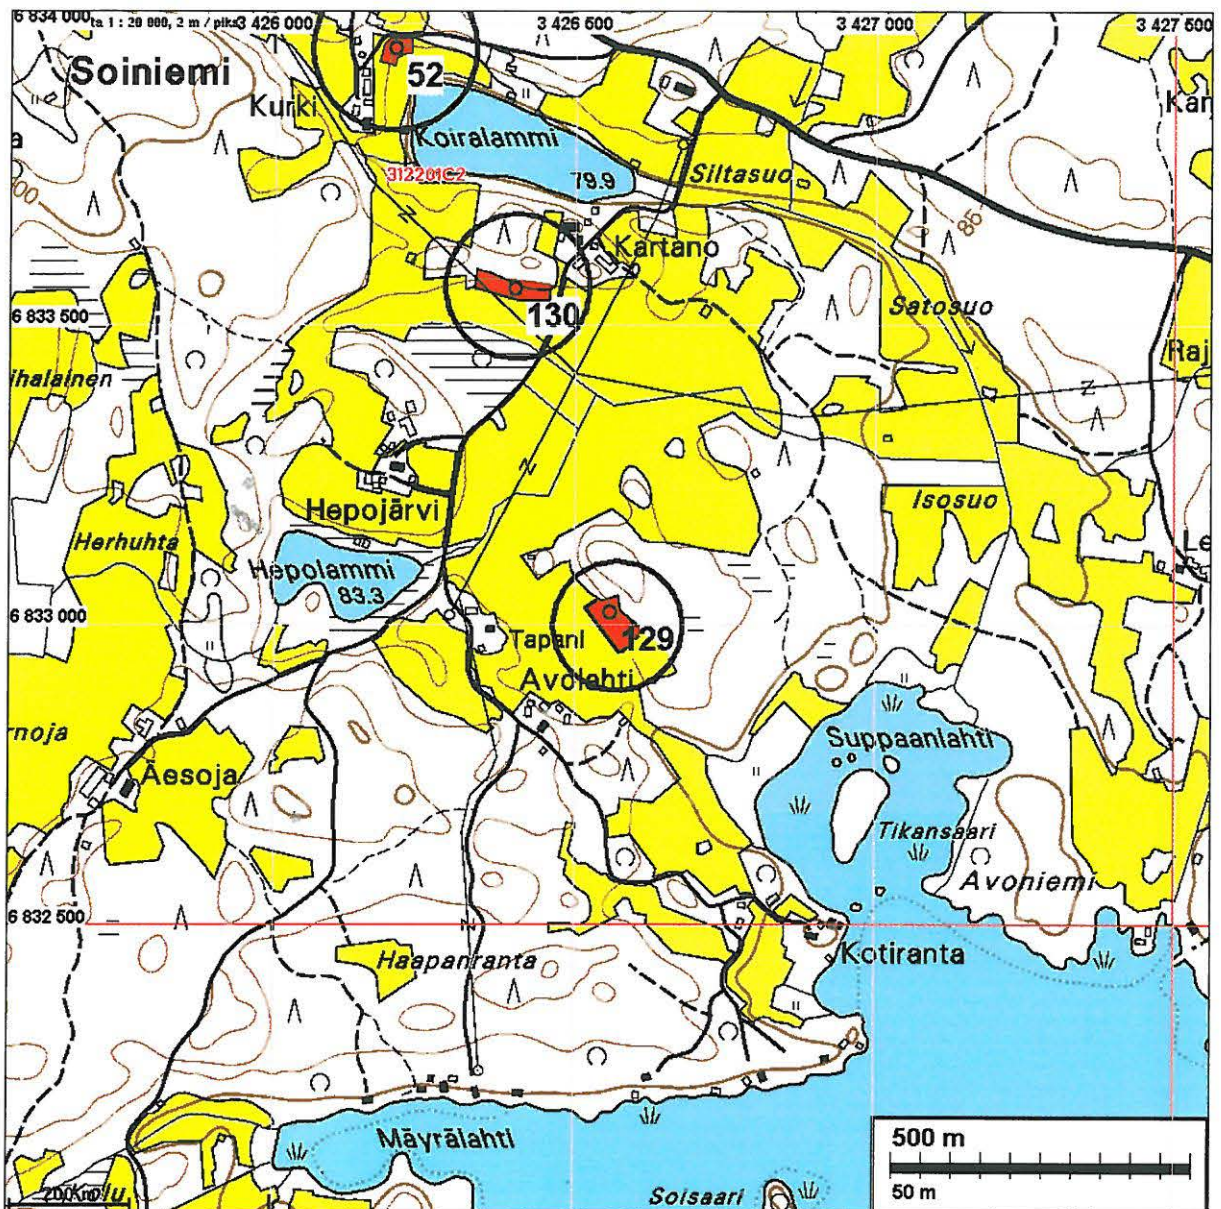 6 834 000
1 : 20 000, 2 m /
3 426 000
3 426 500
3 427 000
3 427 500
Soiniemi
52
Kurki
Koiralammi
79.9
312201C2
Siltasuo
85
Kartano
130
6 833 500
Satosuo
Raj
ihalainen
Hepojärvi
Isosuo
Herhuhta
Hepolammi
83.3
Le
6 833 000
Tapani
129
Avolahti
rnoja
Suppaanlahti
Äesoja
Tikansaari
Avoniemi
6 832 500
Haapanranta
Kotiranta
Mäyrälahti
500 m
50 m
Soisaari